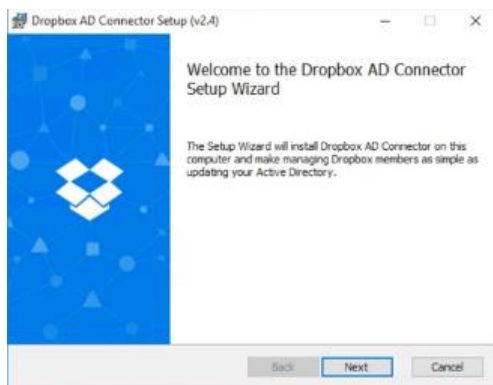 Dropbox AD Connector Setup (v2.4)
Welcome to the Dropbox AD Connector
Setup Wizard
The Setup Wizard will install Dropbox AD Connector on this
computer and make managing Dropbox members as simple as
updating your Active Directory.
Back
Next
Cancel